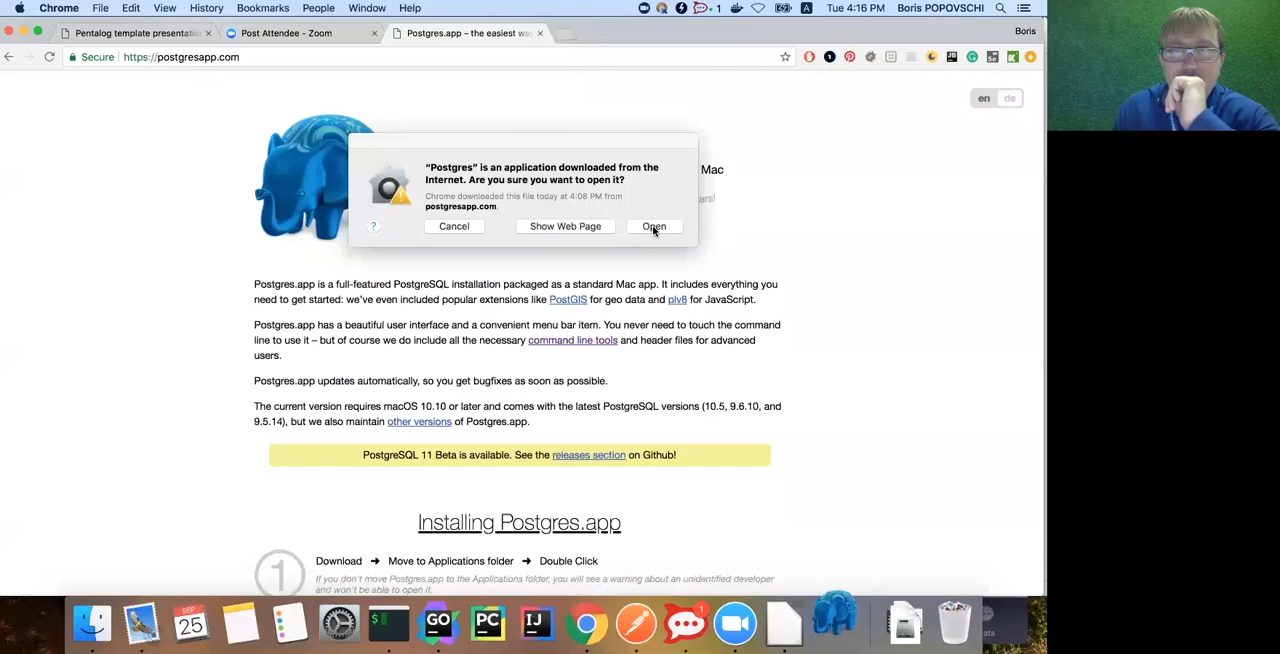 Chrome File Edit View History Bookmarks People Window Help 1 A Tue 4:16 PM Boris POPOVSCHI
Pentalog template presentatio × Post Attendee - Zoom × Postgres.app – the easiest wa × Boris
Secure https://postgresapp.com
en de
“Postgres” is an application downloaded from the
Internet. Are you sure you want to open it?
Chrome downloaded this file today at 4:08 PM from
postgresapp.com.
? Cancel Show Web Page Open
Mac
Postgres.app is a full-featured PostgreSQL installation packaged as a standard Mac app. It includes everything you
need to get started: we’ve even included popular extensions like PostGIS for geo data and plv8 for JavaScript.
Postgres.app has a beautiful user interface and a convenient menu bar item. You never need to touch the command
line to use it – but of course we do include all the necessary command line tools and header files for advanced
users.
Postgres.app updates automatically, so you get bugfixes as soon as possible.
The current version requires macOS 10.10 or later and comes with the latest PostgreSQL versions (10.5, 9.6.10, and
9.5.14), but we also maintain other versions of Postgres.app.
PostgreSQL 11 Beta is available. See the releases section on Github!
Installing Postgres.app
1 Download → Move to Applications folder → Double Click
If you don't move Postgres.app to the Applications folder, you will see a warning about an unidentified developer
and won't be able to open it.
SEP
25
$
GO
PC
IJ
1